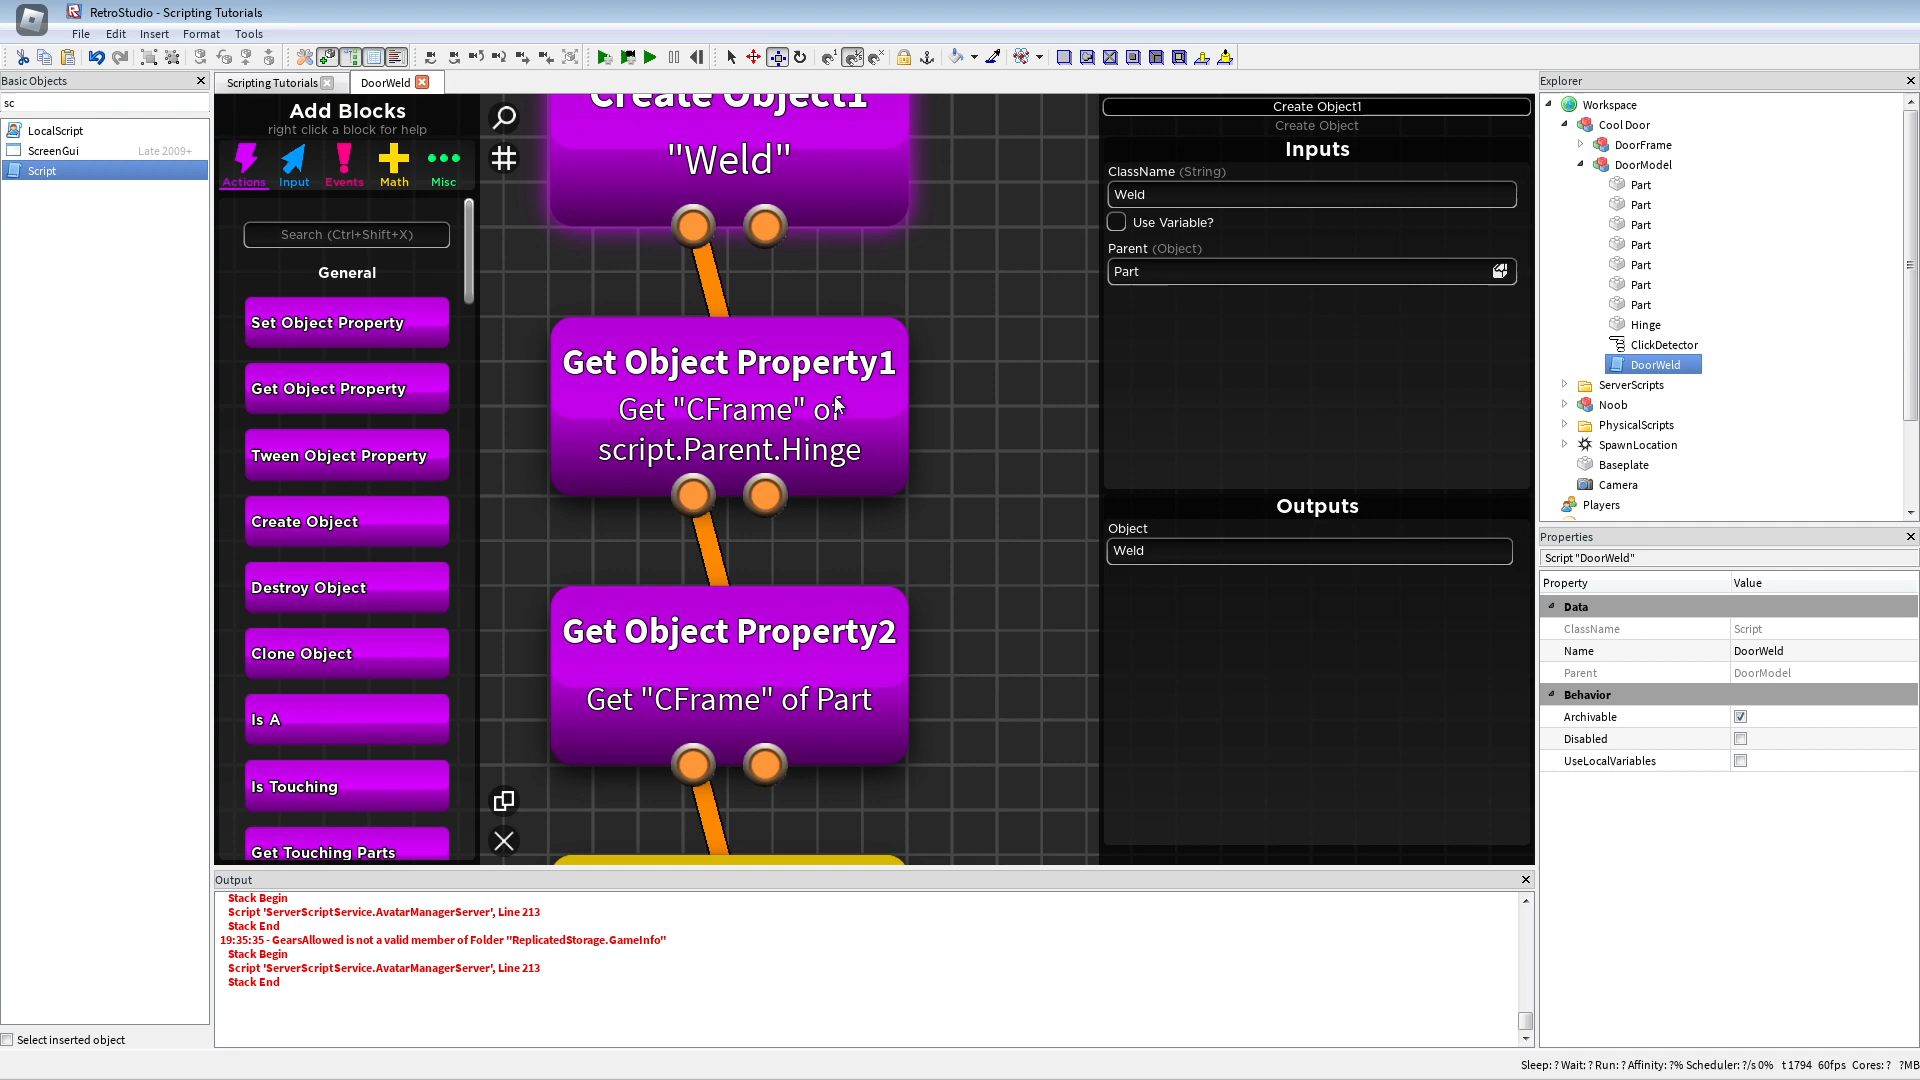 RetroStudio - Scripting Tutorials
File Edit Insert Format Tools
Basic Objects
sc
LocalScript
ScreenGui Late 2009+
Script
Select inserted object
Scripting Tutorials
DoorWeld
Add Blocks
right click a block for help
Actions Input Events Math Misc
Search (Ctrl+Shift+X)
General
Set Object Property
Get Object Property
Tween Object Property
Create Object
Destroy Object
Clone Object
Is A
Is Touching
Get Touching Parts
Create Object1
"Weld"
Get Object Property1
Get "CFrame" of
script.Parent.Hinge
Get Object Property2
Get "CFrame" of Part
Create Object1
Create Object
Inputs
ClassName (String)
Weld
Use Variable?
Parent (Object)
Part
Outputs
Object
Weld
Output
Stack Begin
Script 'ServerScriptService.AvatarManagerServer', Line 213
Stack End
19:35:35 - GearsAllowed is not a valid member of Folder "ReplicatedStorage.GameInfo"
Stack Begin
Script 'ServerScriptService.AvatarManagerServer', Line 213
Stack End
Explorer
Workspace
Cool Door
DoorFrame
DoorModel
Part
Part
Part
Part
Part
Part
Part
Hinge
ClickDetector
DoorWeld
ServerScripts
Noob
PhysicalScripts
SpawnLocation
Baseplate
Camera
Players
Properties
Script "DoorWeld"
Property Value
Data
ClassName Script
Name DoorWeld
Parent DoorModel
Behavior
Archivable
Disabled
UseLocalVariables
Sleep: ? Wait: ? Run: ? Affinity: ?% Scheduler: ?/s 0% t 1794 60fps Cores: ? ?MB